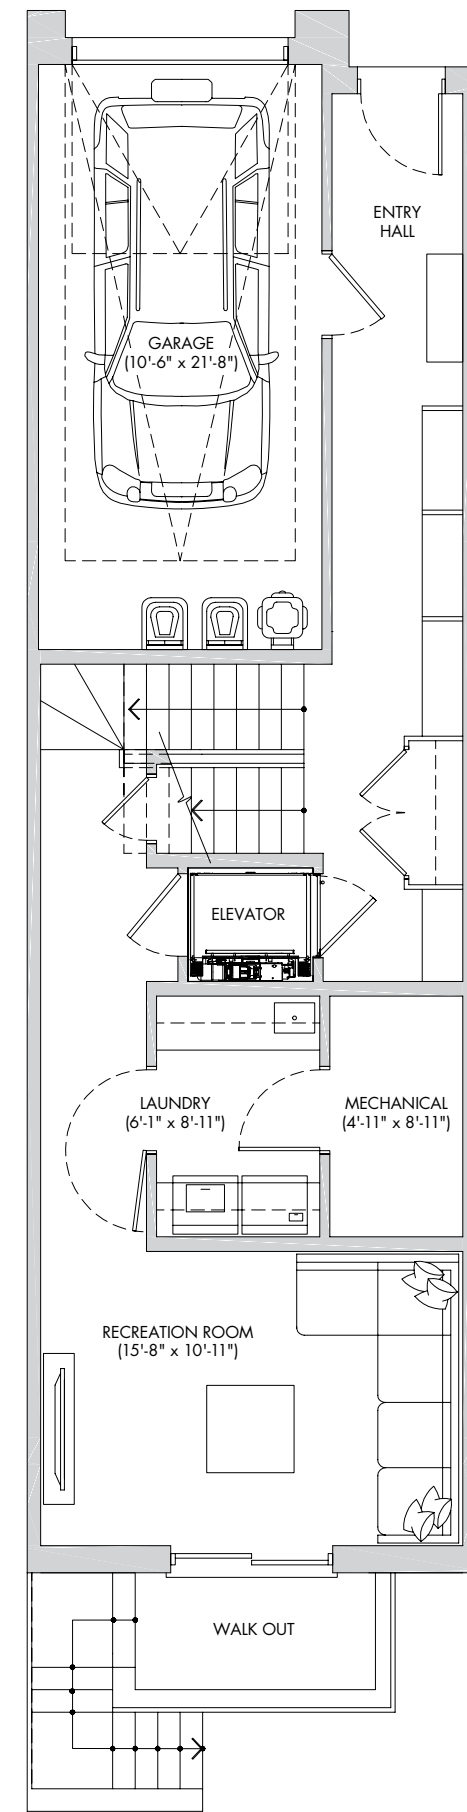 ENTRY
HALL
GARAGE
(10'-6" x 21'-8")
ELEVATOR
LAUNDRY
(6'-1" x 8'-11")
MECHANICAL
(4'-11" x 8'-11")
RECREATION ROOM
(15'-8" x 10'-11")
WALK OUT